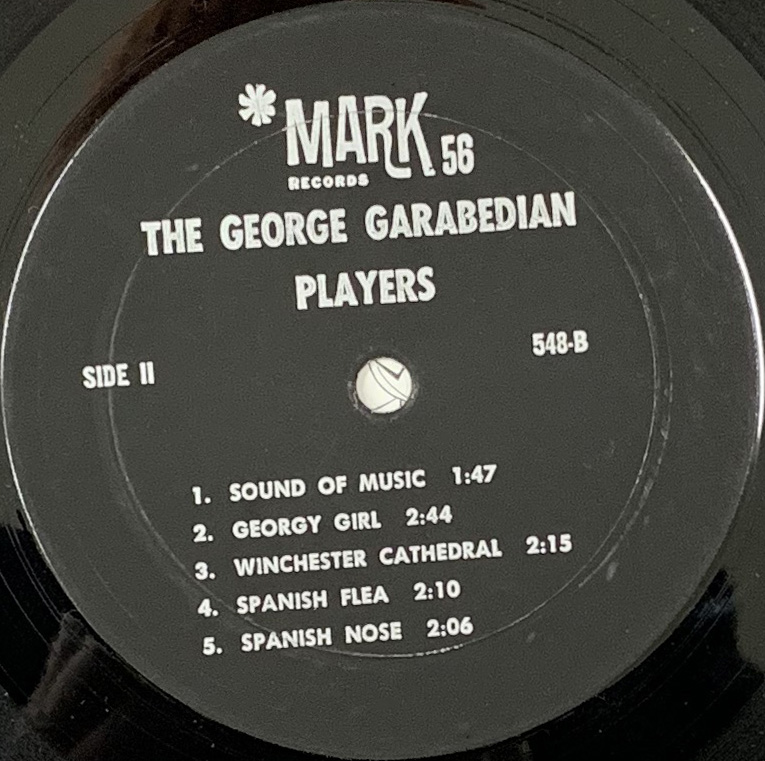 *MARK 56
RECORDS
THE GEORGE GARABEDIAN
PLAYERS
SIDE II 548-B
1. SOUND OF MUSIC 1:47
2. GEORGY GIRL 2:44
3. WINCHESTER CATHEDRAL 2:15
4. SPANISH FLEA 2:10
5. SPANISH NOSE 2:06